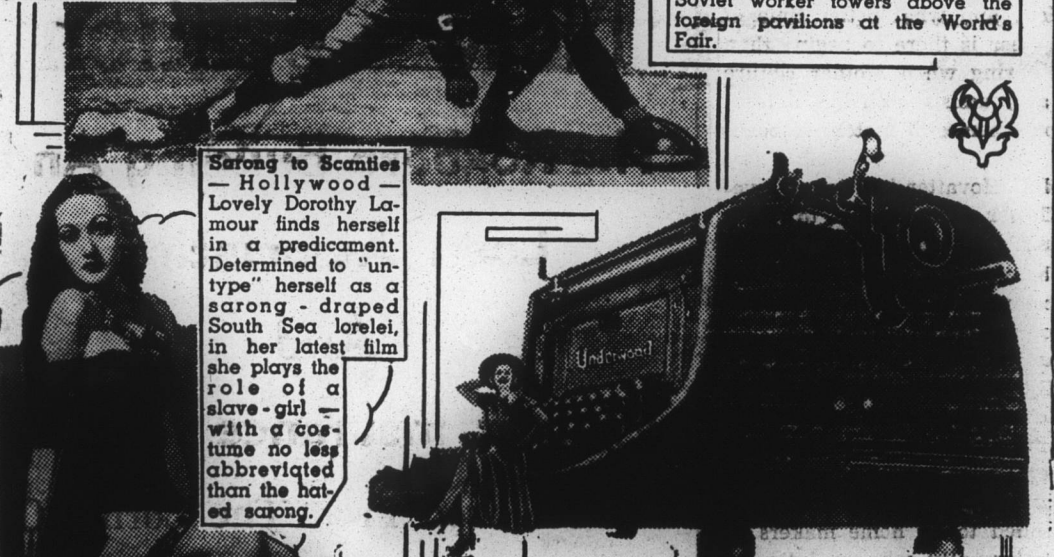 Soviet worker towers above the
foreign pavilions at the World's
Fair.
Sarong to Scanties
— Hollywood —
Lovely Dorothy La-
mour finds herself
in a predicament.
Determined to "un-
type" herself as a
sarong - draped
South Sea lorelei,
in her latest film
she plays the
role of a
slave-girl —
with a cos-
tume no less
abbreviated
than the hat-
ed sarong.
Underwood